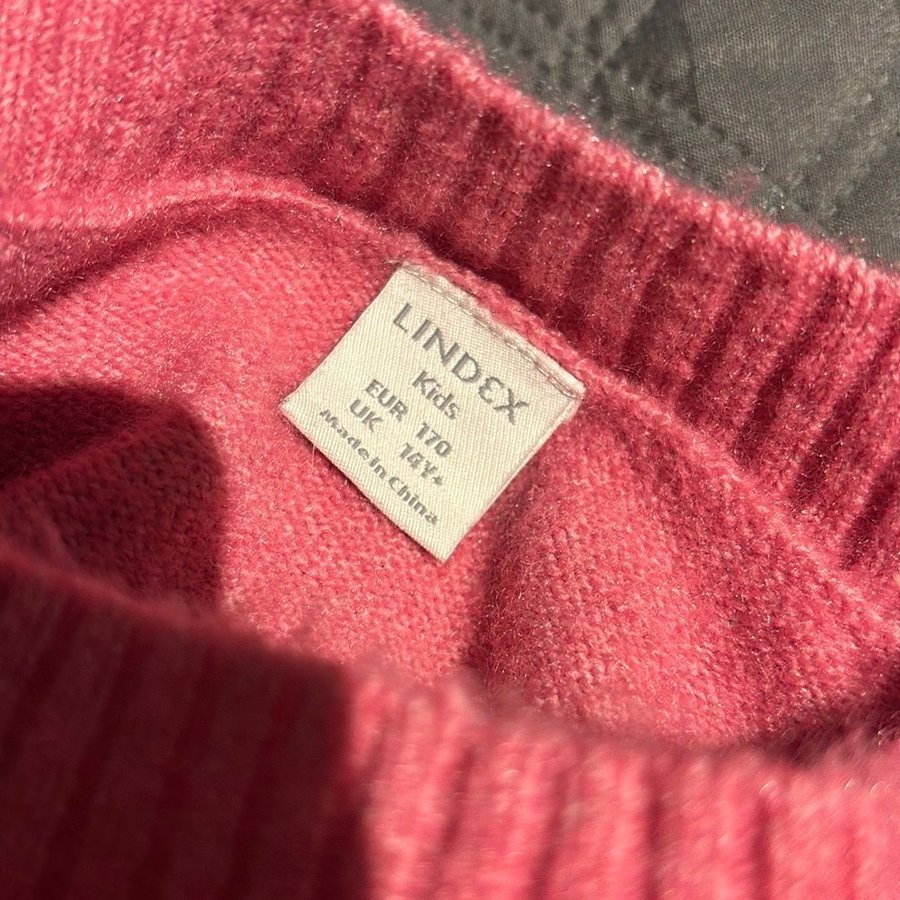 LINDEX
Kids
EUR 170
UK 14Y+
Made in China